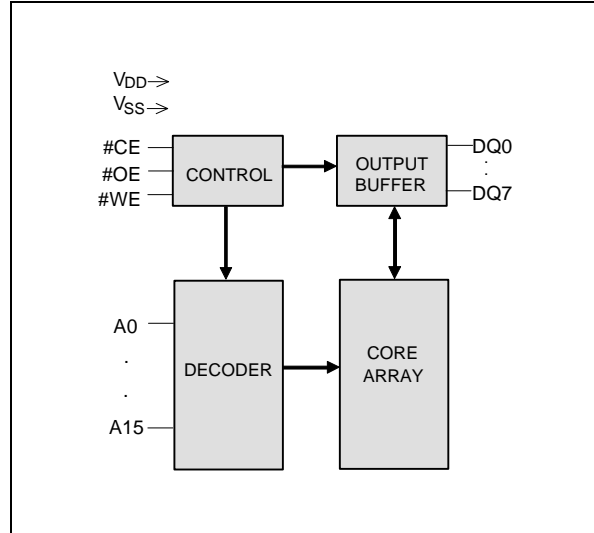 VDD
VSS
#CE
#OE
#WE
CONTROL
OUTPUT
BUFFER
DQ0
.
.
DQ7
A0
.
.
A15
DECODER
CORE
ARRAY